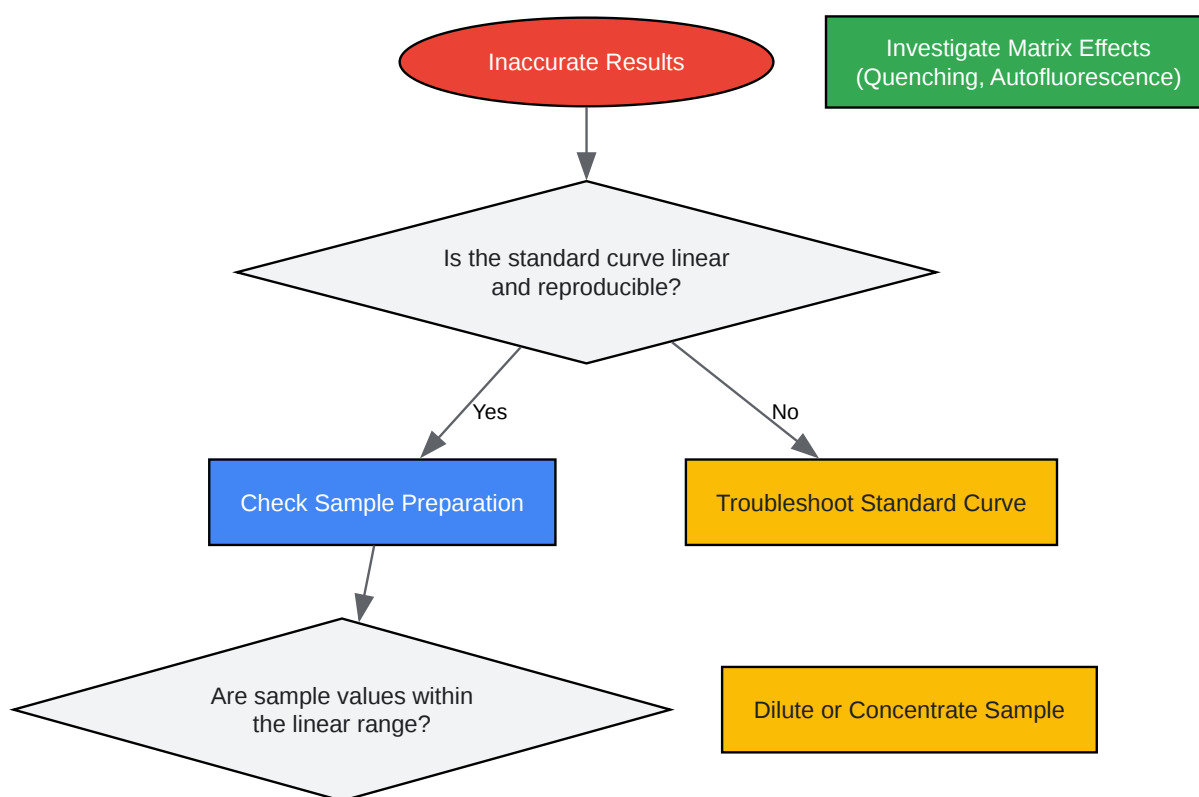 Inaccurate Results
Investigate Matrix Effects
(Quenching, Autofluorescence)
Is the standard curve linear
and reproducible?
Yes
No
Check Sample Preparation
Troubleshoot Standard Curve
Are sample values within
the linear range?
Dilute or Concentrate Sample